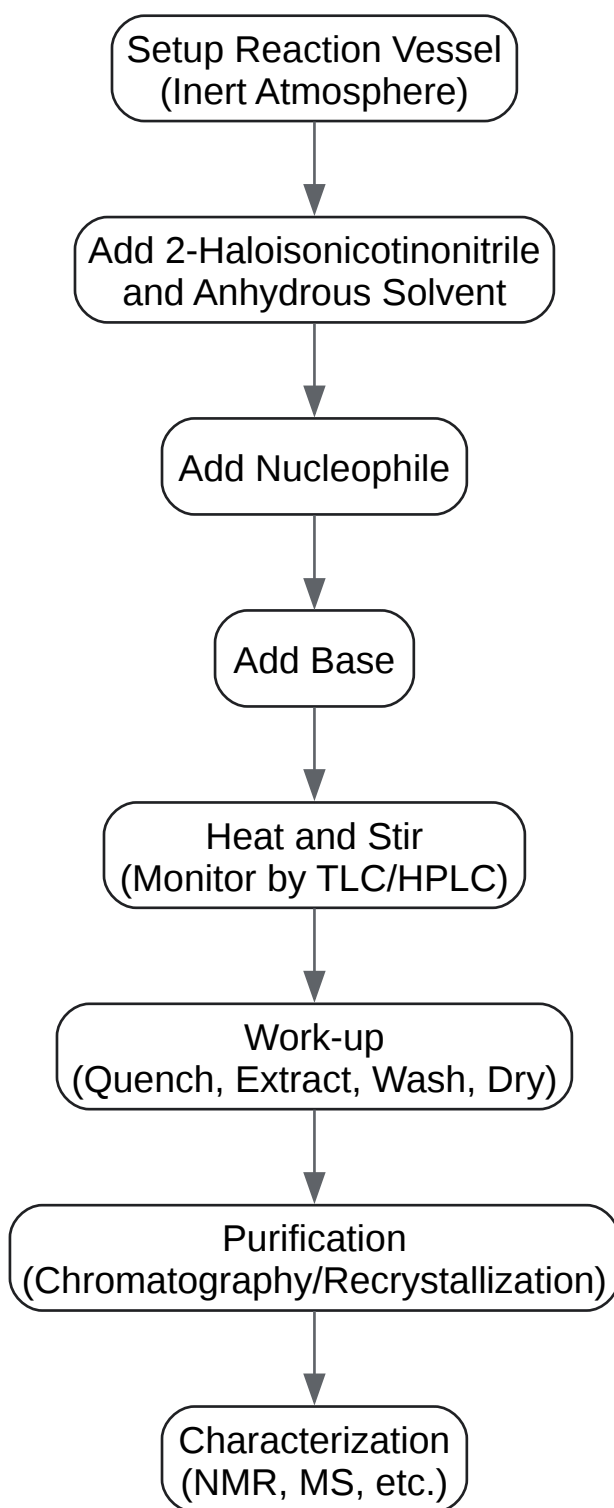 Setup Reaction Vessel
(Inert Atmosphere)
Add 2-Haloisonicotinonitrile
and Anhydrous Solvent
Add Nucleophile
Add Base
Heat and Stir
(Monitor by TLC/HPLC)
Work-up
(Quench, Extract, Wash, Dry)
Purification
(Chromatography/Recrystallization)
Characterization
(NMR, MS, etc.)